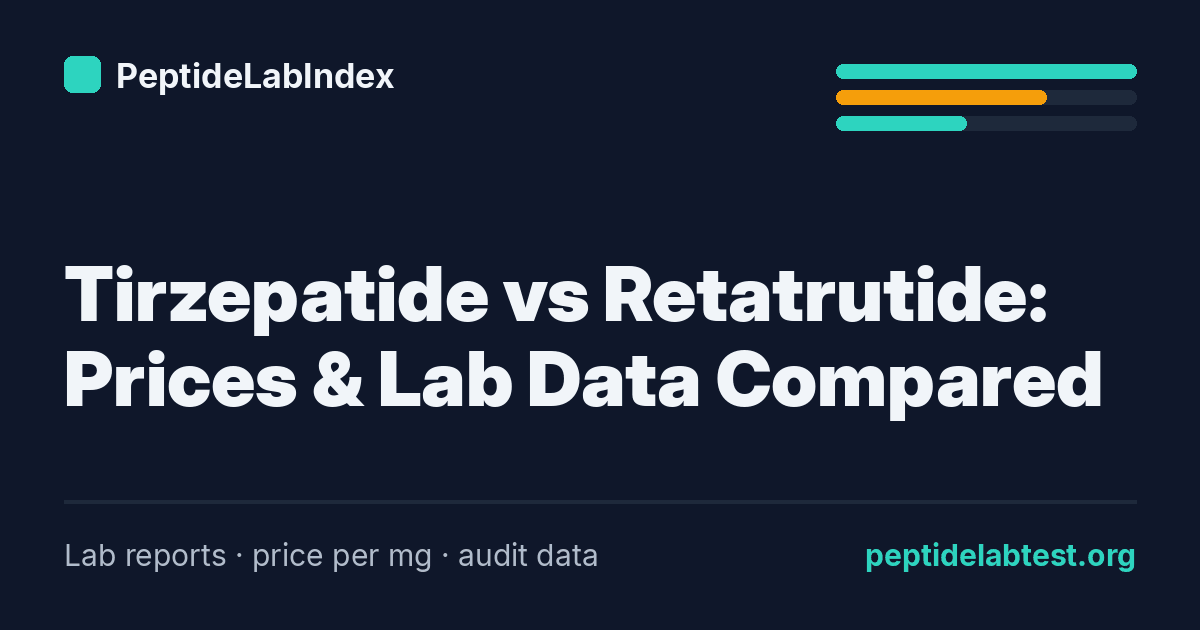 PeptideLabIndex
Tirzepatide vs Retatrutide:
Prices & Lab Data Compared
Lab reports · price per mg · audit data
peptidelabtest.org